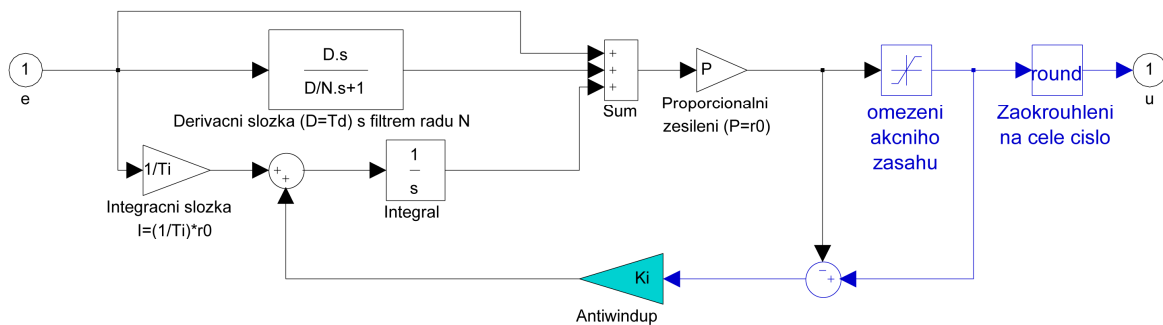 1
e
D.s
D/N.s+1
Derivacni slozka (D=Td) s filtrem radu N
+
+
+
Sum
P
Proporcionalni
zesileni (P=r0)
omezeni
akcniho
zasahu
round
Zaokrouhleni
na cele cislo
1
u
1/Ti
Integracni slozka
I=(1/Ti)*r0
+
+
1
s
Integral
−
+
Ki
Antiwindup